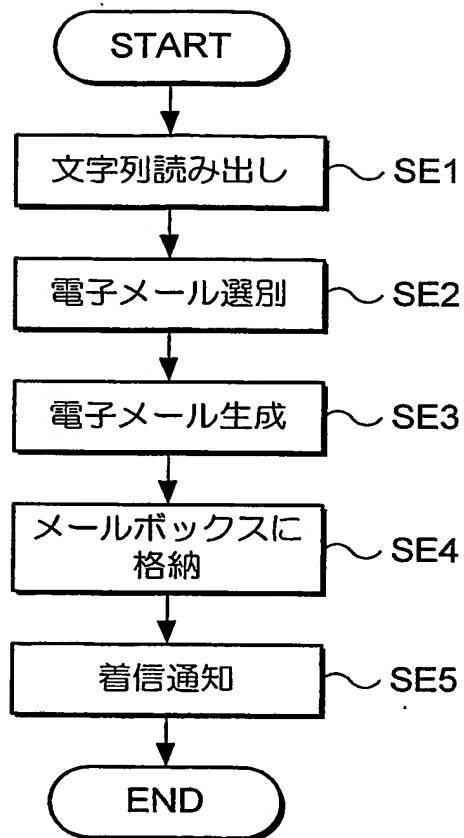 START
文字列読み出し SE1
電子メール選別 SE2
電子メール生成 SE3
メールボックスに
格納 SE4
着信通知 SE5
END